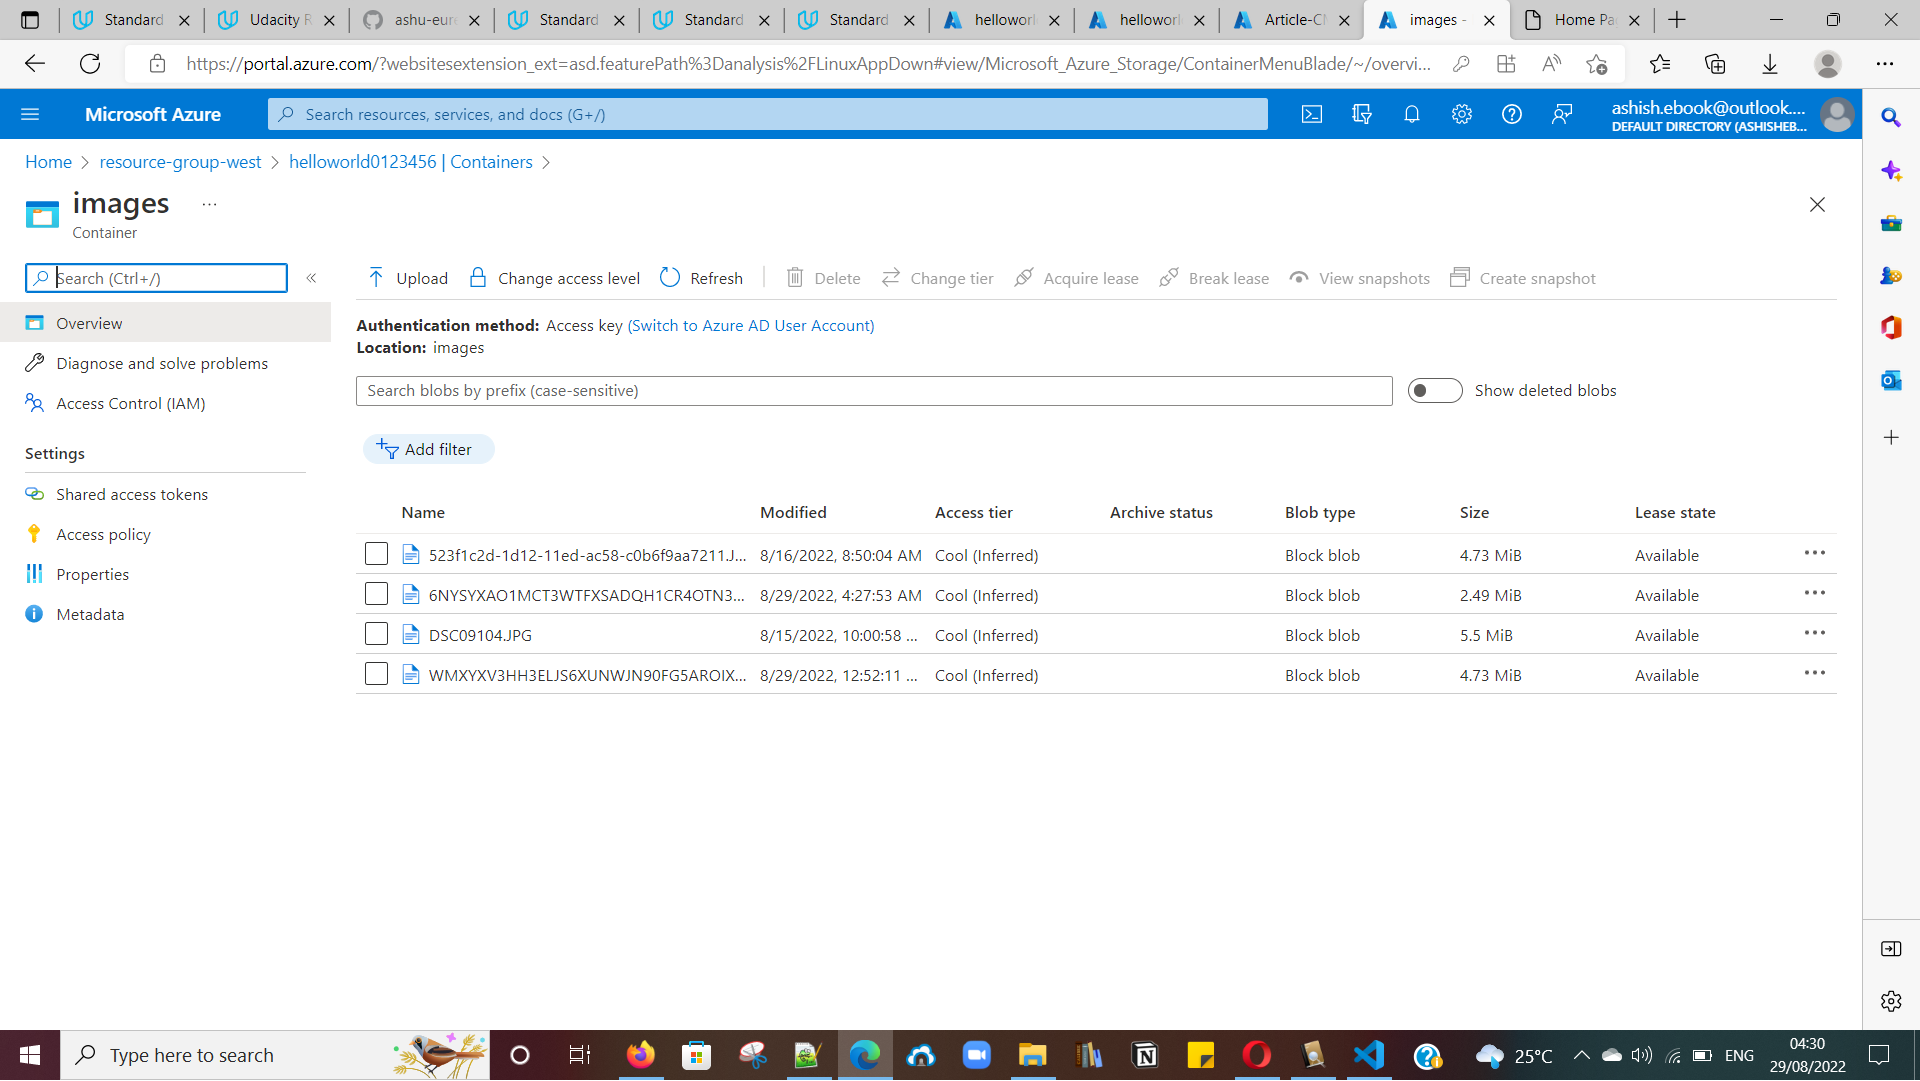 Standard
Udacity R
ashu-eure
Standard
Standard
Standard
helloworl
helloworl
Article-CM
images -
Home Pag
https://portal.azure.com/?websitesextension_ext=asd.featurePath%3Danalysis%2FLinuxAppDown#view/Microsoft_Azure_Storage/ContainerMenuBlade/~/overvi...
Microsoft Azure
Search resources, services, and docs (G+/)
ashish.ebook@outlook....
DEFAULT DIRECTORY (ASHISHEB...
Home > resource-group-west > helloworld0123456 | Containers >
images ...
Container
Search (Ctrl+/)
«
Overview
Diagnose and solve problems
Access Control (IAM)
Settings
Shared access tokens
Access policy
Properties
Metadata
Upload Change access level Refresh Delete Change tier Acquire lease Break lease View snapshots Create snapshot
Authentication method: Access key (Switch to Azure AD User Account)
Location: images
Search blobs by prefix (case-sensitive)
Show deleted blobs
Add filter
Name Modified Access tier Archive status Blob type Size Lease state
523f1c2d-1d12-11ed-ac58-c0b6f9aa7211.J... 8/16/2022, 8:50:04 AM Cool (Inferred) Block blob 4.73 MiB Available ...
6NYSYXAO1MCT3WTFXSADQH1CR4OTN3... 8/29/2022, 4:27:53 AM Cool (Inferred) Block blob 2.49 MiB Available ...
DSC09104.JPG 8/15/2022, 10:00:58 ... Cool (Inferred) Block blob 5.5 MiB Available ...
WMXYXV3HH3ELJS6XUNWJN90FG5AROIX... 8/29/2022, 12:52:11 ... Cool (Inferred) Block blob 4.73 MiB Available ...
Type here to search
25°C
ENG
04:30
29/08/2022